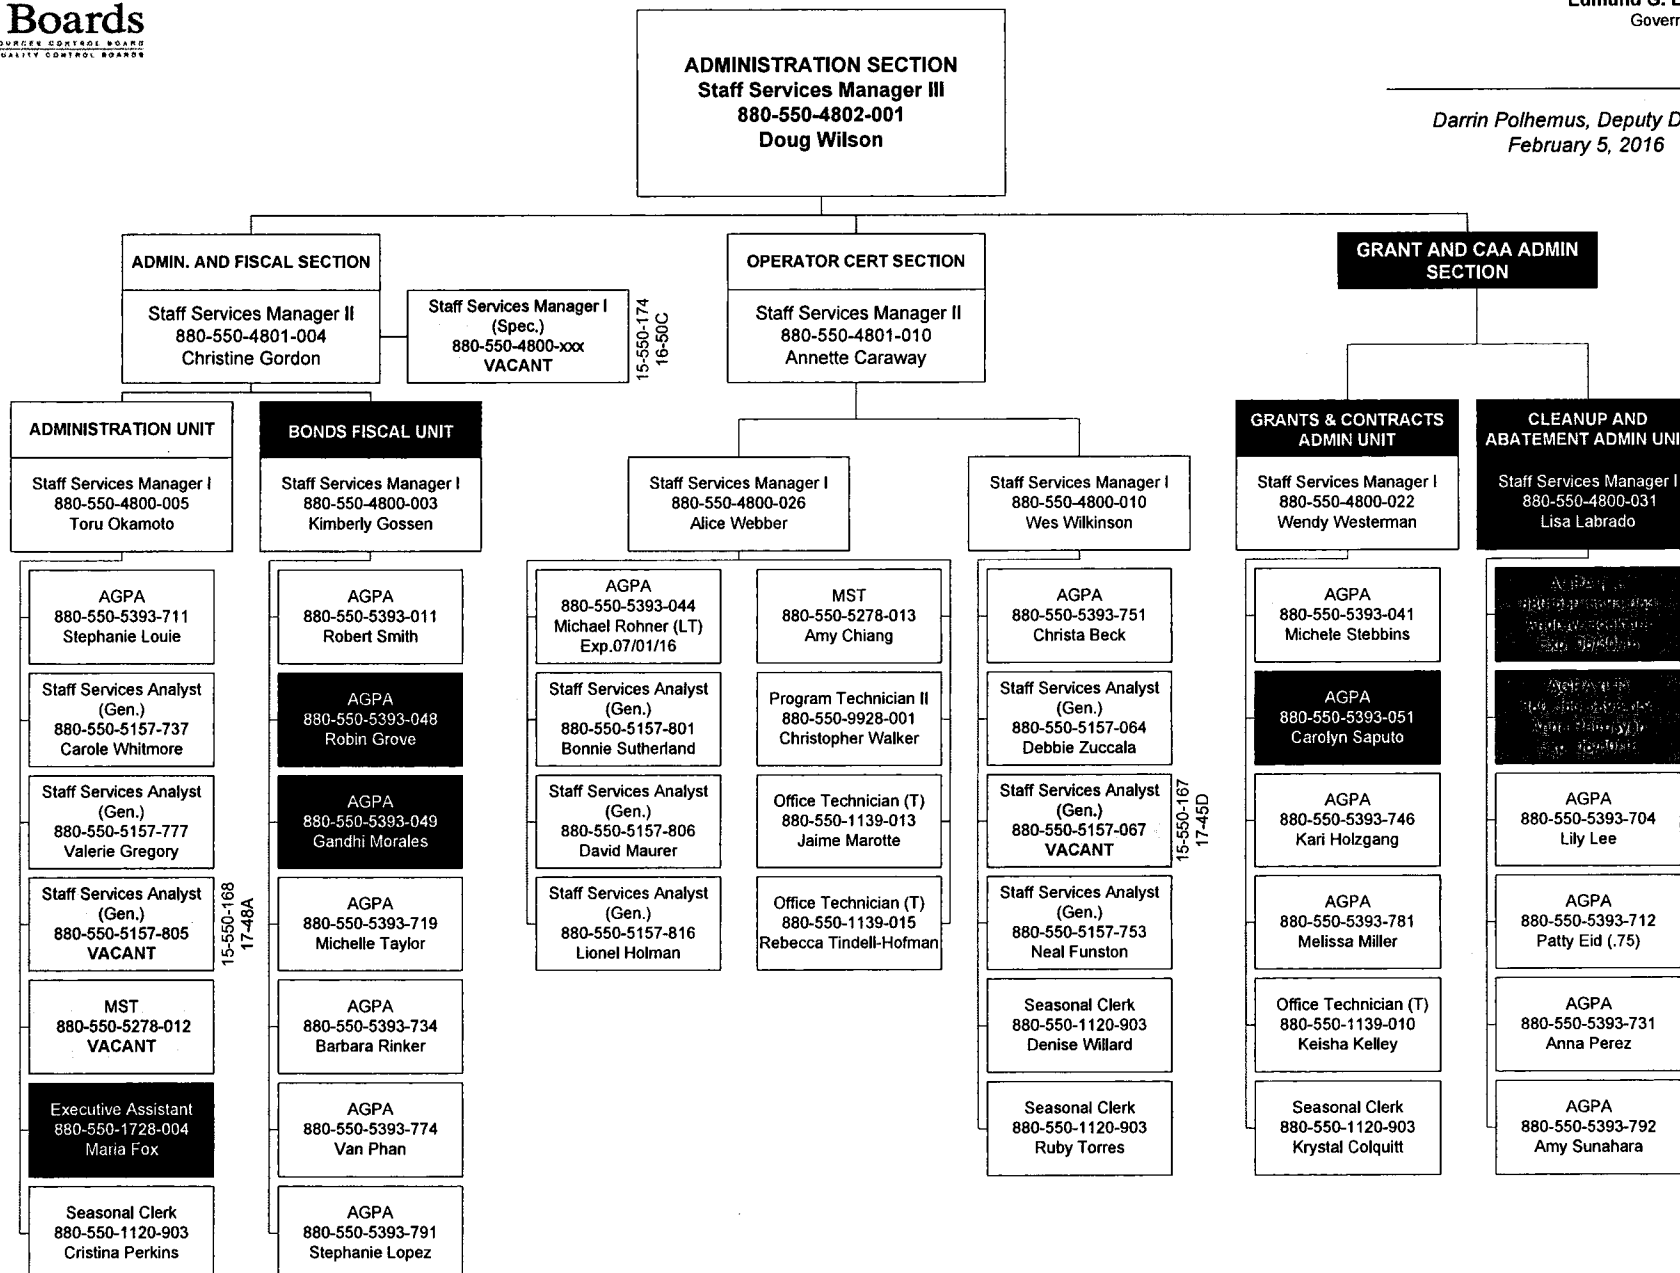 Boards
Edmund G.
Govern
ADMINISTRATION SECTION
Staff Services Manager III
880-550-4802-001
Doug Wilson
Darrin Polhemus, Deputy D
February 5, 2016
ADMIN. AND FISCAL SECTION
Staff Services Manager II
880-550-4801-004
Christine Gordon
Staff Services Manager I
(Spec.)
880-550-4800-xxx
VACANT
15-550-174
16-50C
OPERATOR CERT SECTION
Staff Services Manager II
880-550-4801-010
Annette Caraway
GRANT AND CAA ADMIN
SECTION
ADMINISTRATION UNIT
Staff Services Manager I
880-550-4800-005
Toru Okamoto
AGPA
880-550-5393-711
Stephanie Louie
Staff Services Analyst
(Gen.)
880-550-5157-737
Carole Whitmore
Staff Services Analyst
(Gen.)
880-550-5157-777
Valerie Gregory
Staff Services Analyst
(Gen.)
880-550-5157-805
VACANT
15-550-168
17-48A
MST
880-550-5278-012
VACANT
Executive Assistant
880-550-1728-004
Maria Fox
Seasonal Clerk
880-550-1120-903
Cristina Perkins
BONDS FISCAL UNIT
Staff Services Manager I
880-550-4800-003
Kimberly Gossen
AGPA
880-550-5393-011
Robert Smith
AGPA
880-550-5393-048
Robin Grove
AGPA
880-550-5393-049
Gandhi Morales
AGPA
880-550-5393-719
Michelle Taylor
AGPA
880-550-5393-734
Barbara Rinker
AGPA
880-550-5393-774
Van Phan
AGPA
880-550-5393-791
Stephanie Lopez
Staff Services Manager I
880-550-4800-026
Alice Webber
AGPA
880-550-5393-044
Michael Rohner (LT)
Exp.07/01/16
Staff Services Analyst
(Gen.)
880-550-5157-801
Bonnie Sutherland
Staff Services Analyst
(Gen.)
880-550-5157-806
David Maurer
Staff Services Analyst
(Gen.)
880-550-5157-816
Lionel Holman
MST
880-550-5278-013
Amy Chiang
Program Technician II
880-550-9928-001
Christopher Walker
Office Technician (T)
880-550-1139-013
Jaime Marotte
Office Technician (T)
880-550-1139-015
Rebecca Tindell-Hofman
Staff Services Manager I
880-550-4800-010
Wes Wilkinson
AGPA
880-550-5393-751
Christa Beck
Staff Services Analyst
(Gen.)
880-550-5157-064
Debbie Zuccala
Staff Services Analyst
(Gen.)
880-550-5157-067
VACANT
15-550-167
17-45D
Staff Services Analyst
(Gen.)
880-550-5157-753
Neal Funston
Seasonal Clerk
880-550-1120-903
Denise Willard
Seasonal Clerk
880-550-1120-903
Ruby Torres
GRANTS & CONTRACTS
ADMIN UNIT
Staff Services Manager I
880-550-4800-022
Wendy Westerman
AGPA
880-550-5393-041
Michele Stebbins
AGPA
880-550-5393-051
Carolyn Saputo
AGPA
880-550-5393-746
Kari Holzgang
AGPA
880-550-5393-781
Melissa Miller
Office Technician (T)
880-550-1139-010
Keisha Kelley
Seasonal Clerk
880-550-1120-903
Krystal Colquitt
CLEANUP AND
ABATEMENT ADMIN UNI
Staff Services Manager I
880-550-4800-031
Lisa Labrado
AGPA
880-550-5393-704
Lily Lee
AGPA
880-550-5393-712
Patty Eid (.75)
AGPA
880-550-5393-731
Anna Perez
AGPA
880-550-5393-792
Amy Sunahara